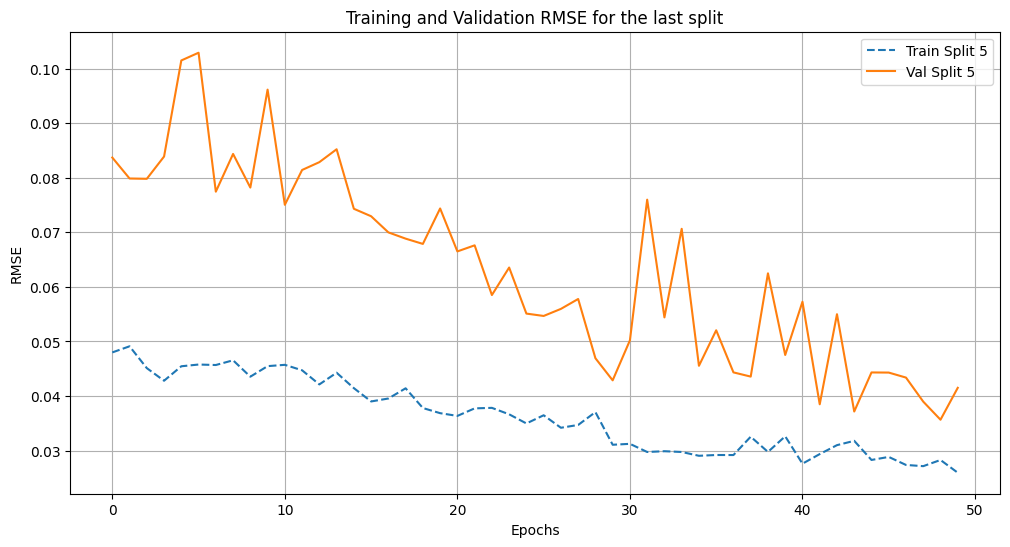 Training and Validation RMSE for the last split
Train Split 5
Val Split 5
0.10
0.09
0.08
0.07
0.06
0.05
0.04
0.03
RMSE
0 10 20 30 40 50
Epochs